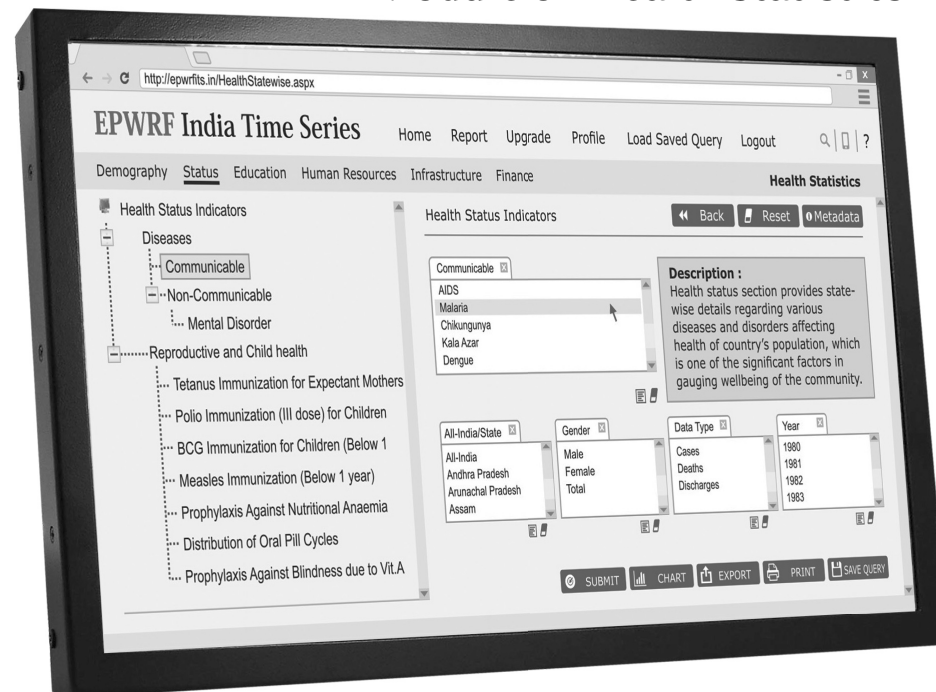 http://epwrfits.in/HealthStatewise.aspx
EPWRF India Time Series
Home Report Upgrade Profile Load Saved Query Logout
?
Demography Status Education Human Resources Infrastructure Finance
Health Statistics
Health Status Indicators
Diseases
Communicable
Non-Communicable
Mental Disorder
Reproductive and Child health
Tetanus Immunization for Expectant Mothers
Polio Immunization (III dose) for Children
BCG Immunization for Children (Below 1
Measles Immunization (Below 1 year)
Prophylaxis Against Nutritional Anaemia
Distribution of Oral Pill Cycles
Prophylaxis Against Blindness due to Vit.A
Health Status Indicators
Back Reset Metadata
Communicable
AIDS
Malaria
Chikungunya
Kala Azar
Dengue
Description :
Health status section provides state-
wise details regarding various
diseases and disorders affecting
health of country's population, which
is one of the significant factors in
gauging wellbeing of the community.
All-India/State
All-India
Andhra Pradesh
Arunachal Pradesh
Assam
Gender
Male
Female
Total
Data Type
Cases
Deaths
Discharges
Year
1980
1981
1982
1983
SUBMIT CHART EXPORT PRINT SAVE QUERY